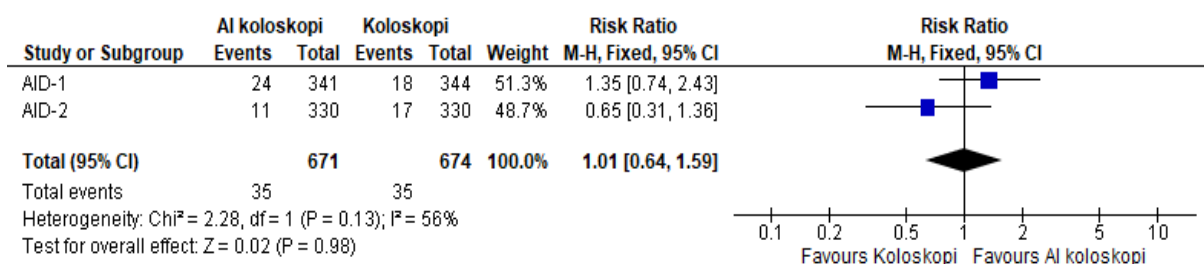 AI koloskopi Koloskopi Risk Ratio Risk Ratio
Study or Subgroup Events Total Events Total Weight M-H, Fixed, 95% CI M-H, Fixed, 95% CI
AID-1 24 341 18 344 51.3% 1.35 [0.74, 2.43]
AID-2 11 330 17 330 48.7% 0.65 [0.31, 1.36]
Total (95% CI) 671 674 100.0% 1.01 [0.64, 1.59]
Total events 35 35
Heterogeneity: Chi² = 2.28, df = 1 (P = 0.13); I² = 56%
Test for overall effect: Z = 0.02 (P = 0.98)
0.1 0.2 0.5 1 2 5 10
Favours Koloskopi Favours AI koloskopi